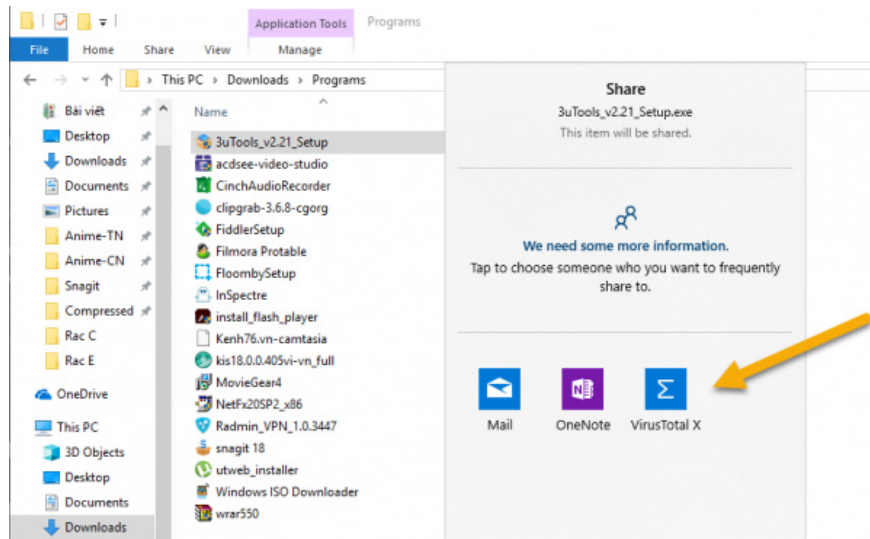 Application Tools
Programs
File
Home
Share
View
Manage
This PC > Downloads > Programs
Bài viết
Desktop
Downloads
Documents
Pictures
Anime-TN
Anime-CN
Snagit
Compressed
Rac C
Rac E
OneDrive
This PC
3D Objects
Desktop
Documents
Downloads
Name
3uTools_v2.21_Setup
acdsee-video-studio
CinchAudioRecorder
clipgrab-3.6.8-cgorg
FiddlerSetup
Filmora Protable
FloombySetup
InSpectre
install_flash_player
Kenh76.vn-camtasia
kis18.0.0.405vi-vn_full
MovieGear4
NetFx20SP2_x86
Radmin_VPN_1.0.3447
snagit 18
utweb_installer
Windows ISO Downloader
wrar550
Share
3uTools_v2.21_Setup.exe
This item will be shared.
We need some more information.
Tap to choose someone who you want to frequently
share to.
Mail
OneNote
VirusTotal X